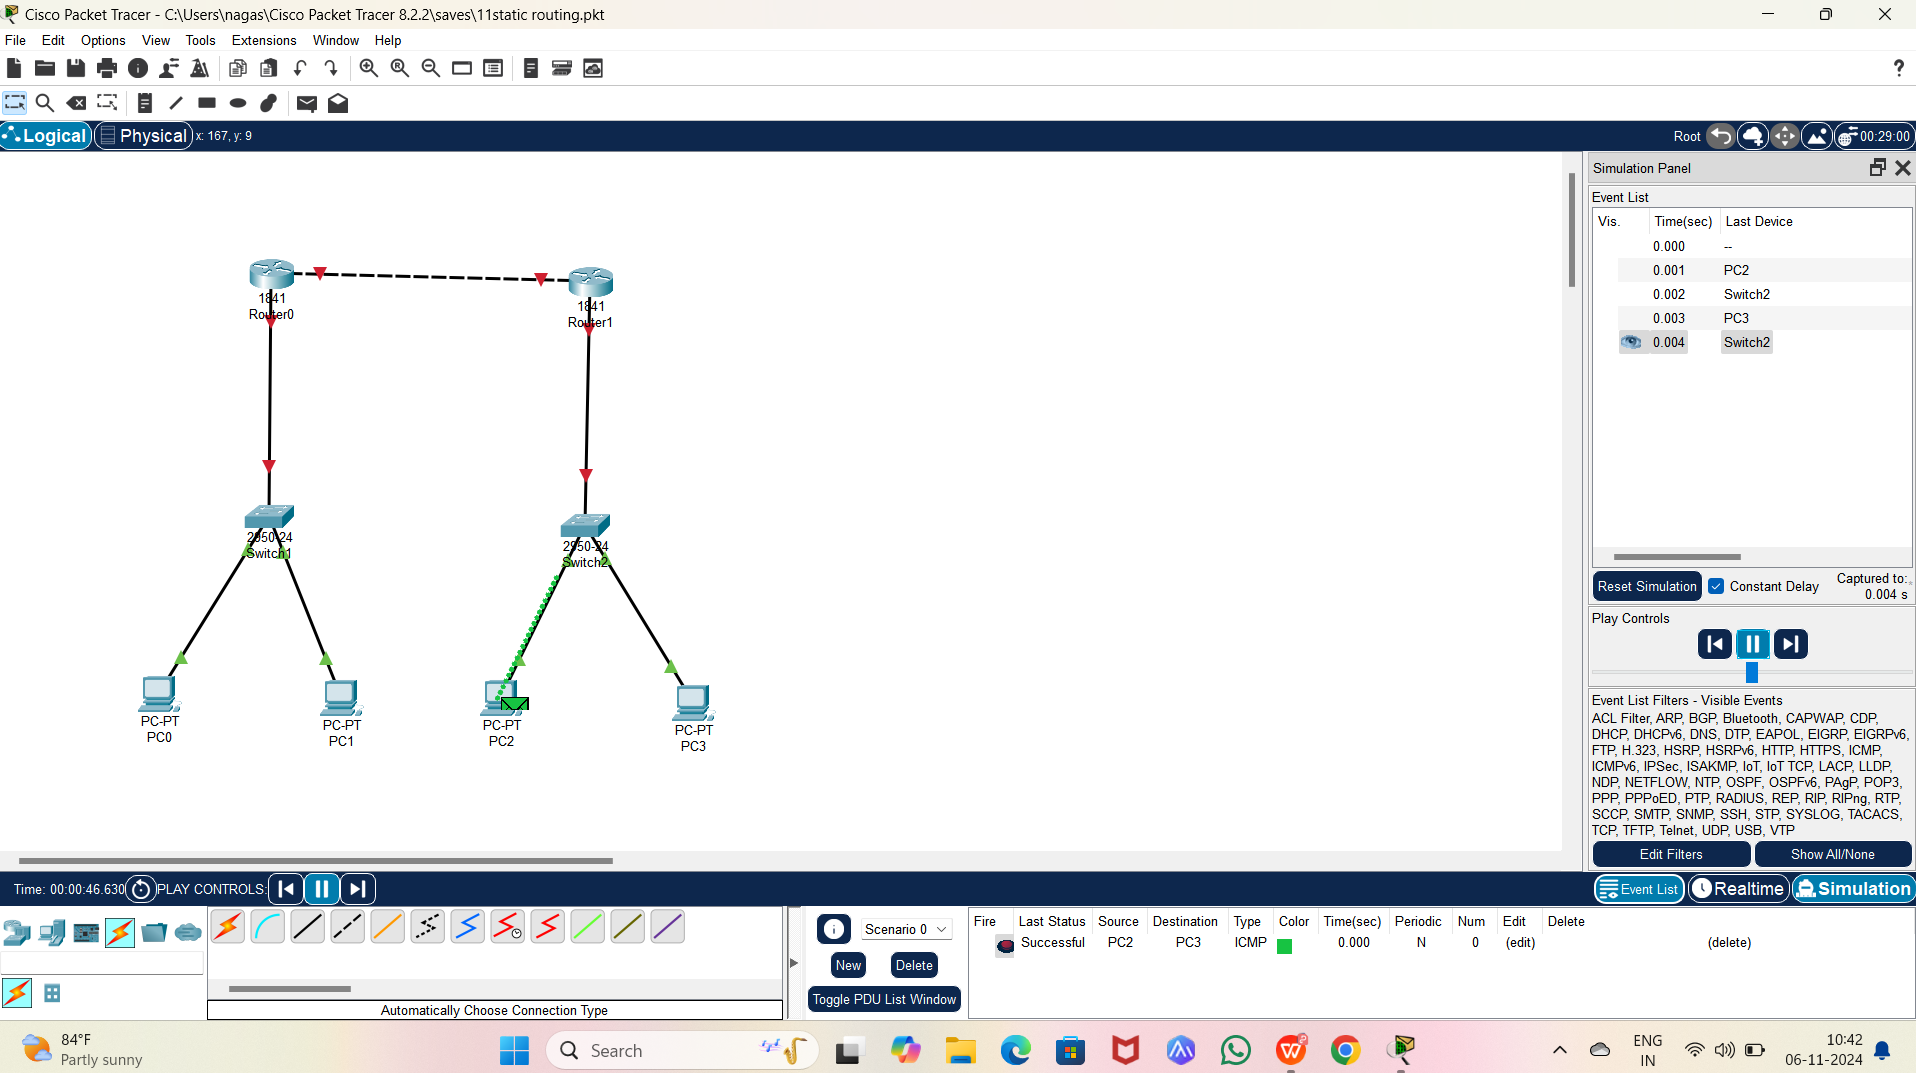 Cisco Packet Tracer - C:\Users\nagas\Cisco Packet Tracer 8.2.2\saves\11static routing.pkt
File Edit Options View Tools Extensions Window Help
?
Logical Physical x: 167, y: 9 Root 00:29:00
Simulation Panel
Event List
Vis. Time(sec) Last Device
0.000 --
0.001 PC2
0.002 Switch2
0.003 PC3
0.004 Switch2
1841
Router0
1841
Router1
2950-24
Switch1
2950-24
Switch2
PC-PT
PC0
PC-PT
PC1
PC-PT
PC2
PC-PT
PC3
Reset Simulation Constant Delay Captured to:
0.004 s
Play Controls
Event List Filters - Visible Events
ACL Filter, ARP, BGP, Bluetooth, CAPWAP, CDP,
DHCP, DHCPv6, DNS, DTP, EAPOL, EIGRP, EIGRPv6,
FTP, H.323, HSRP, HSRPv6, HTTP, HTTPS, ICMP,
ICMPv6, IPSec, ISAKMP, IoT, IoT TCP, LACP, LLDP,
NDP, NETFLOW, NTP, OSPF, OSPFv6, PAgP, POP3,
PPP, PPPoED, PTP, RADIUS, REP, RIP, RIPng, RTP,
SCCP, SMTP, SNMP, SSH, STP, SYSLOG, TACACS,
TCP, TFTP, Telnet, UDP, USB, VTP
Edit Filters Show All/None
Time: 00:00:46.630 PLAY CONTROLS: Event List Realtime Simulation
Scenario 0
New Delete
Toggle PDU List Window
Automatically Choose Connection Type
Fire Last Status Source Destination Type Color Time(sec) Periodic Num Edit Delete
Successful PC2 PC3 ICMP 0.000 N 0 (edit) (delete)
84°F
Partly sunny
Search
ENG
IN
10:42
06-11-2024